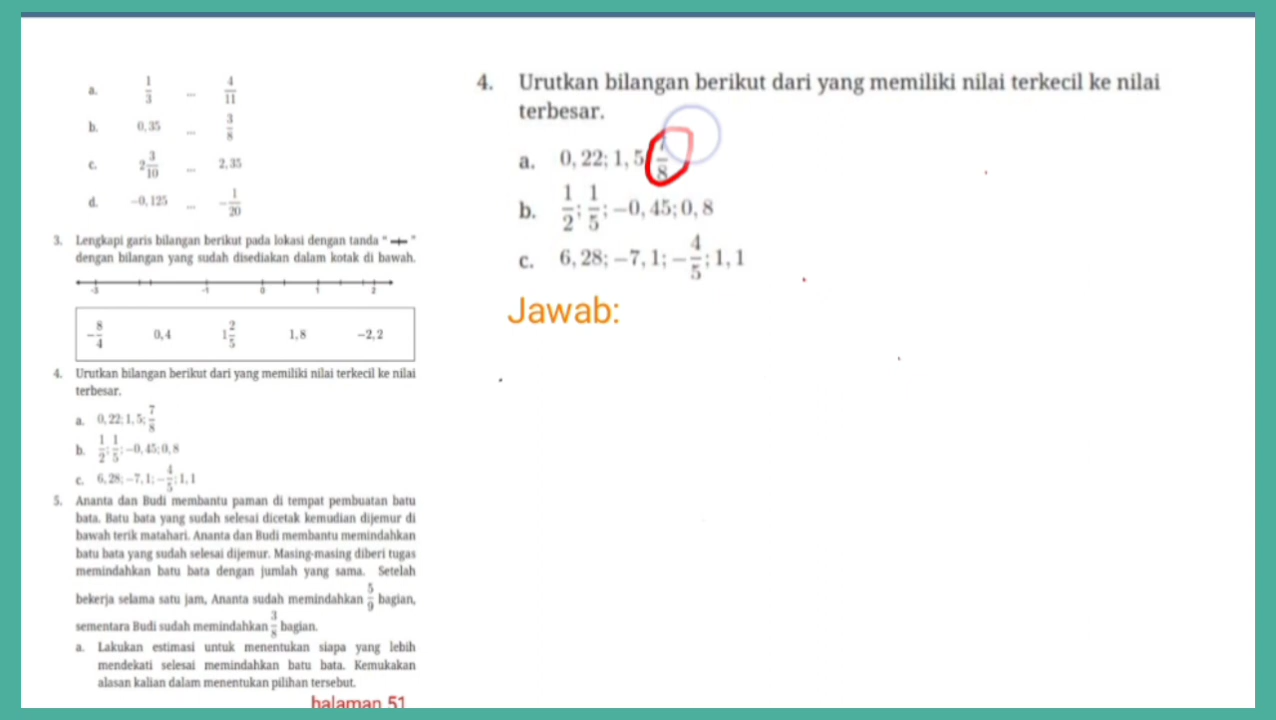 a. 1/3 ... 4/11
b. 0,35 ... 3/8
c. 2 3/10 ... 2,35
d. -0,125 ... -1/20
3. Lengkapi garis bilangan berikut pada lokasi dengan tanda " "
dengan bilangan yang sudah disediakan dalam kotak di bawah.
-3 -1 0 1 2
-8/4 0,4 1 2/5 1,8 -2,2
4. Urutkan bilangan berikut dari yang memiliki nilai terkecil ke nilai
terbesar.
a. 0, 22; 1, 5; 7/8
b. 1/2; 1/5; -0, 45; 0, 8
c. 6, 28; -7, 1; -4/5; 1, 1
5. Ananta dan Budi membantu paman di tempat pembuatan batu
bata. Batu bata yang sudah selesai dicetak kemudian dijemur di
bawah terik matahari. Ananta dan Budi membantu memindahkan
batu bata yang sudah selesai dijemur. Masing-masing diberi tugas
memindahkan batu bata dengan jumlah yang sama. Setelah
bekerja selama satu jam, Ananta sudah memindahkan 5/9 bagian,
sementara Budi sudah memindahkan 3/8 bagian.
a. Lakukan estimasi untuk menentukan siapa yang lebih
mendekati selesai memindahkan batu bata. Kemukakan
alasan kalian dalam menentukan pilihan tersebut.
halaman 51
4. Urutkan bilangan berikut dari yang memiliki nilai terkecil ke nilai
terbesar.
a. 0, 22; 1, 5 7/8
b. 1/2; 1/5; -0, 45; 0, 8
c. 6, 28; -7, 1; -4/5; 1, 1
Jawab: